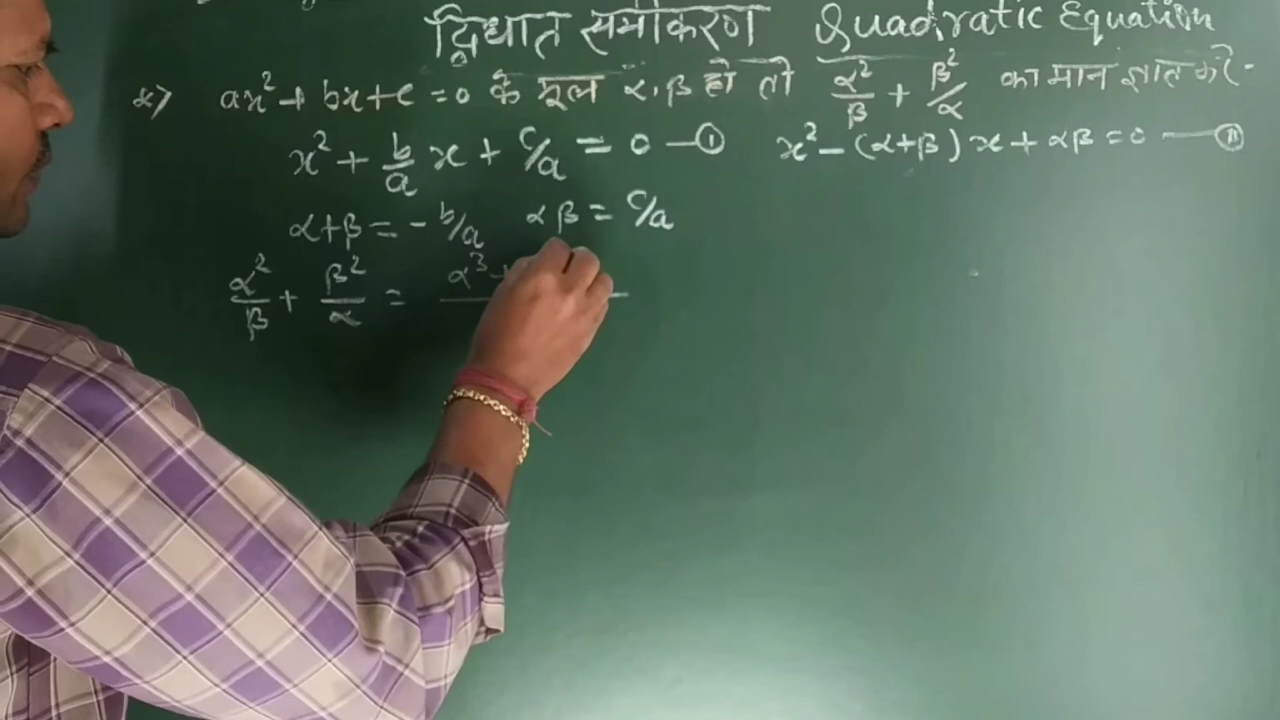 द्विघात समीकरण Quadratic Equation
ax² + bx + c = 0 के मूल α, β हो तो α²/β + β²/α का मान ज्ञात करें.
x² + b/a x + c/a = 0 — ① x² - (α+β) x + αβ = 0 — ⑪
α+β = - b/a αβ = c/a
α²/β + β²/α = α³ +